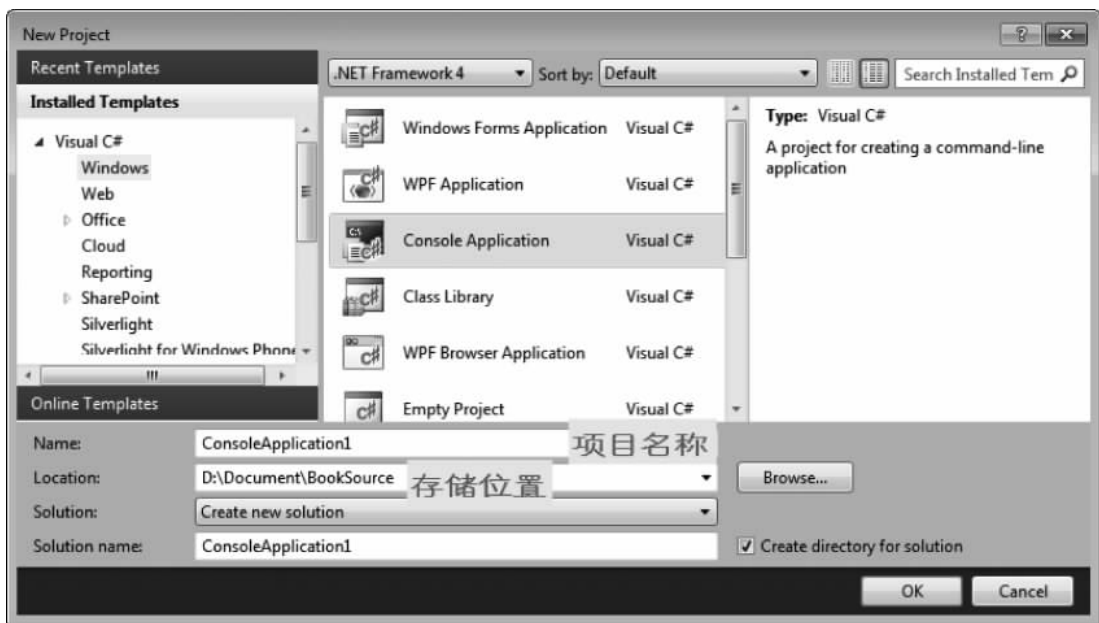 New Project
Recent Templates
.NET Framework 4 Sort by: Default Search Installed Tem
Installed Templates
Visual C#
Windows
Web
Office
Cloud
Reporting
SharePoint
Silverlight
Silverlight for Windows Phone
Online Templates
Windows Forms Application Visual C#
WPF Application Visual C#
Console Application Visual C#
Class Library Visual C#
WPF Browser Application Visual C#
Empty Project Visual C#
Type: Visual C#
A project for creating a command-line
application
Name: ConsoleApplication1 项目名称
Location: D:\Document\BookSource 存储位置 Browse...
Solution: Create new solution
Solution name: ConsoleApplication1 Create directory for solution
OK Cancel